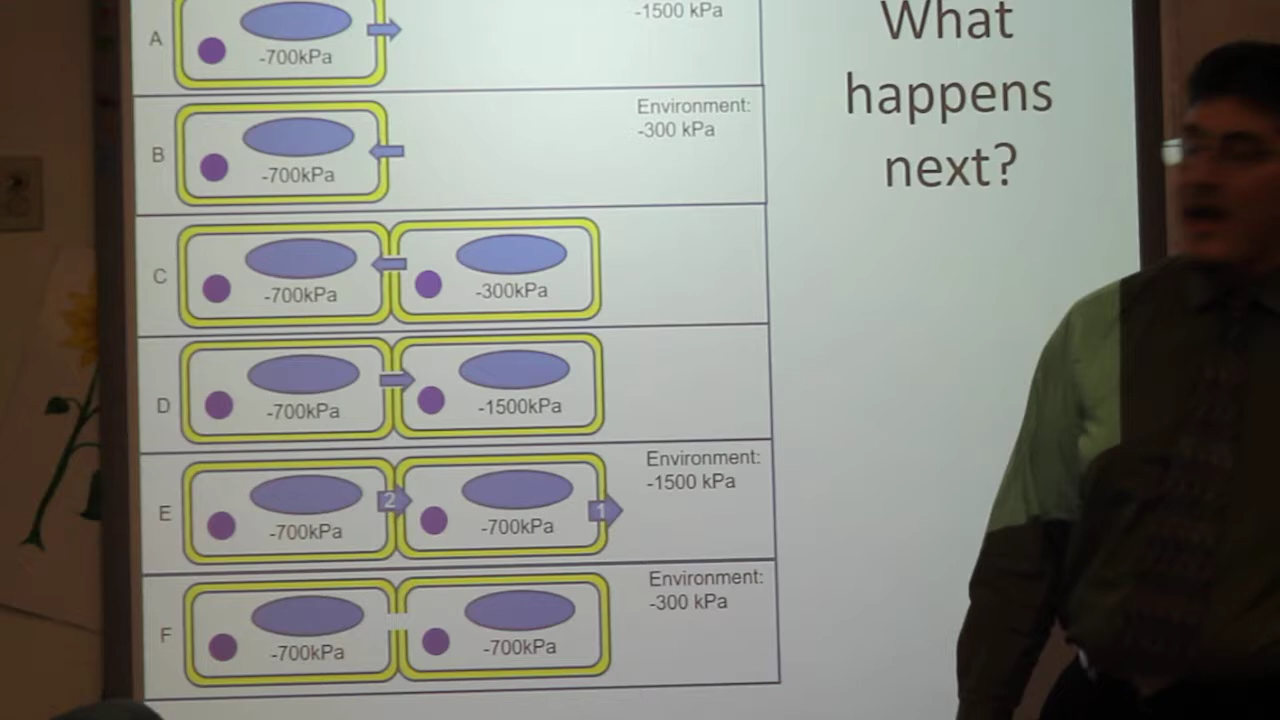 -1500 kPa
A
-700kPa
What
happens
next?
Environment:
-300 kPa
B
-700kPa
C
-700kPa
-300kPa
D
-700kPa
-1500kPa
Environment:
-1500 kPa
E
2
1
-700kPa
-700kPa
Environment:
-300 kPa
F
-700kPa
-700kPa